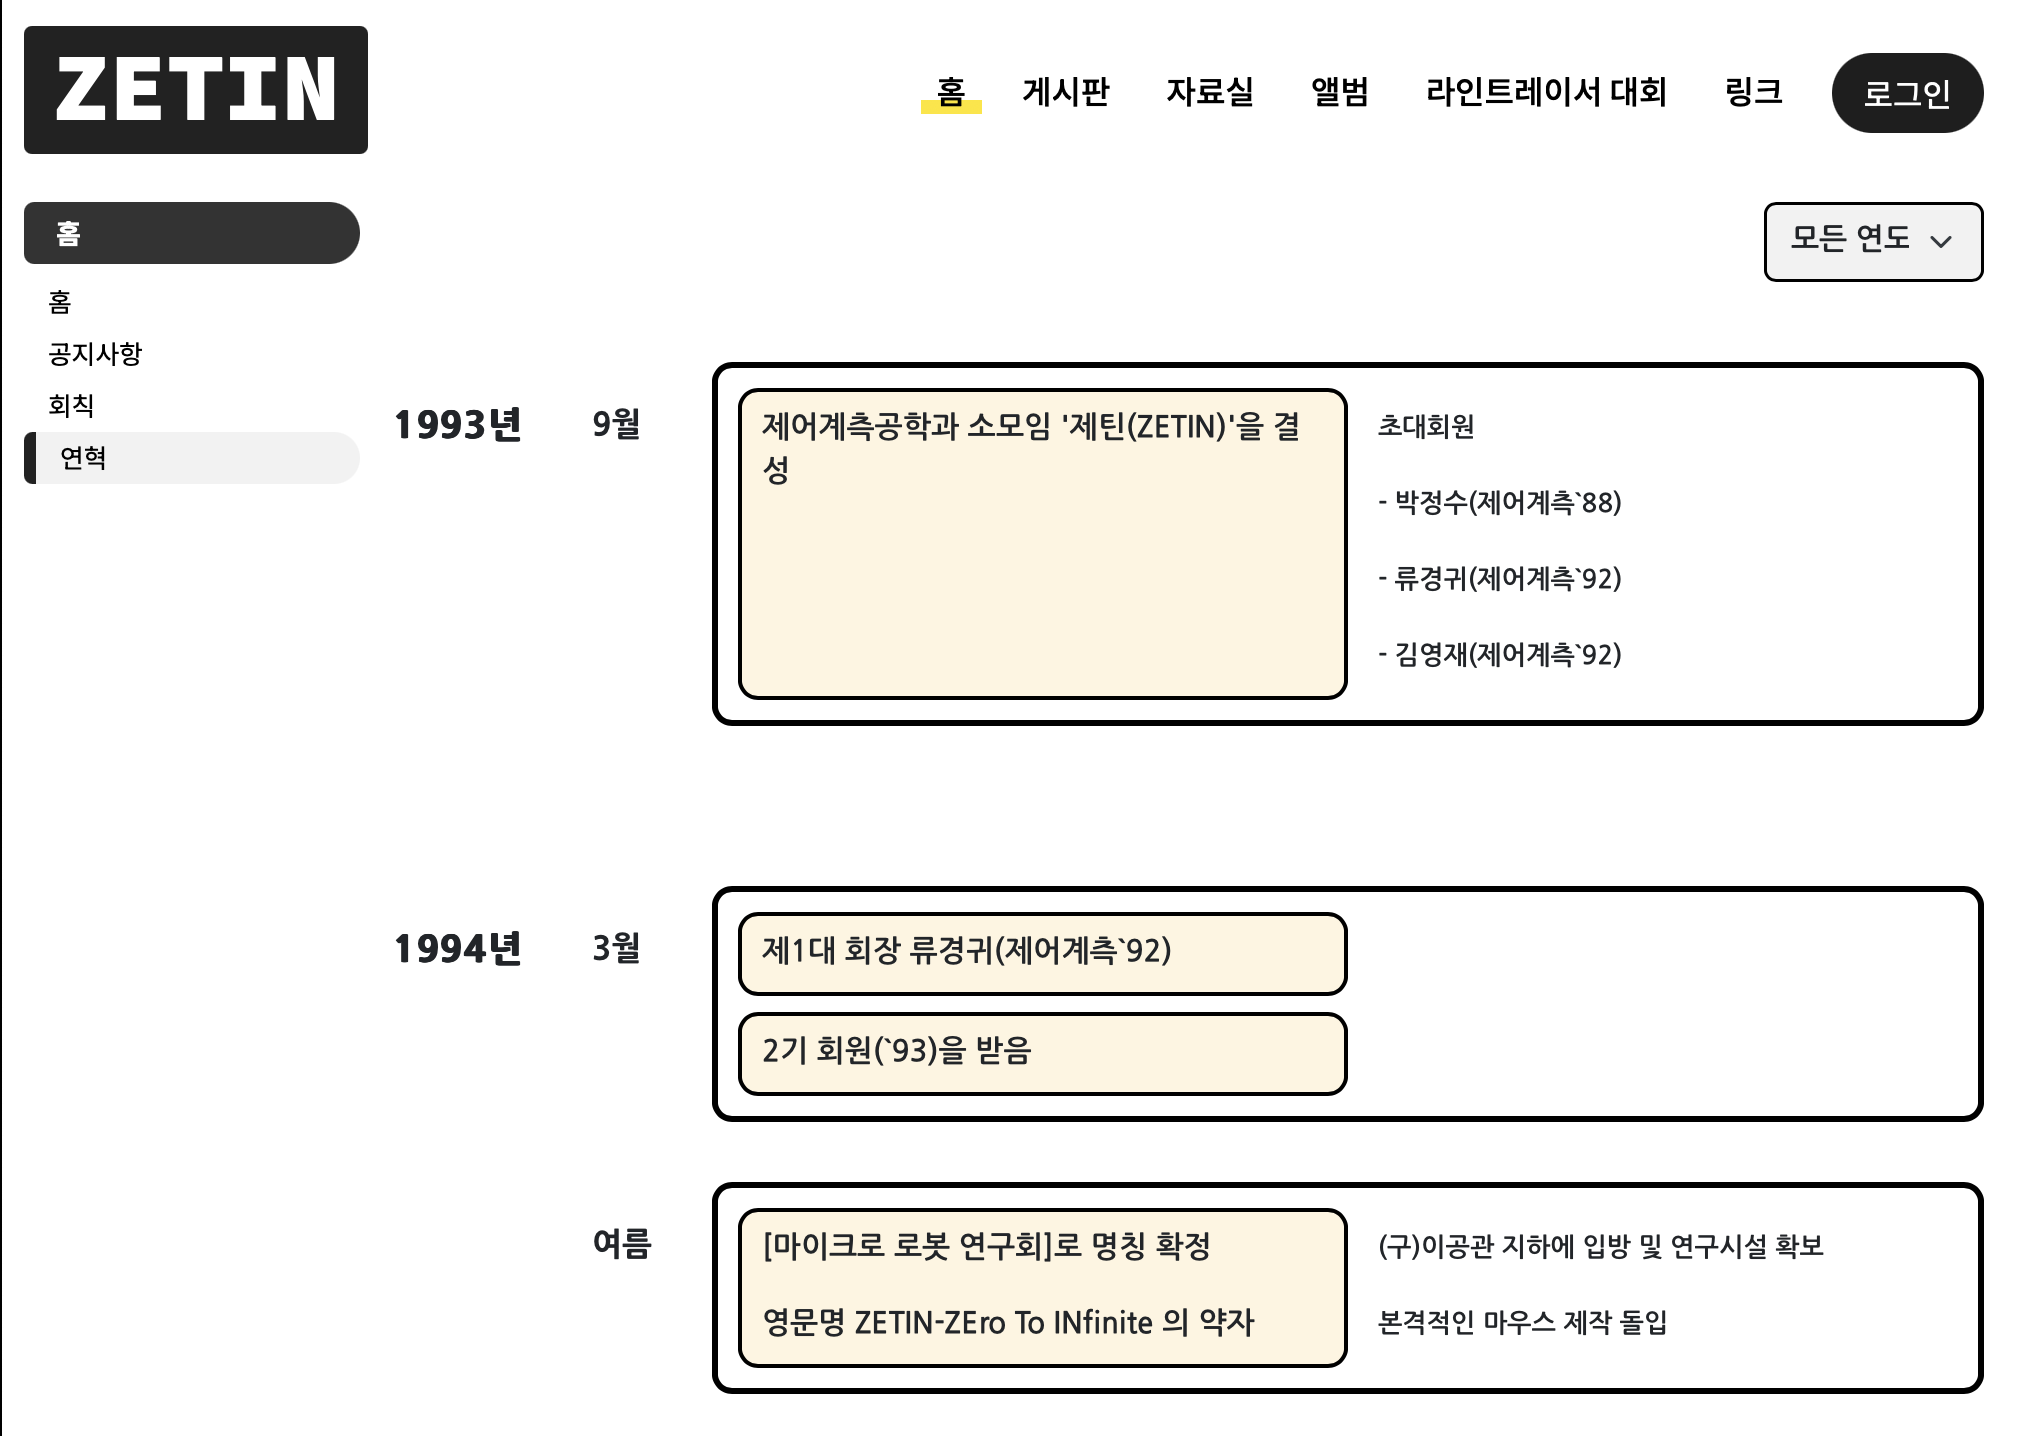 ZETIN
홈
게시판
자료실
앨범
라인트레이서 대회
링크
로그인
홈
홈
공지사항
회칙
연혁
모든 연도
1993년
9월
제어계측공학과 소모임 '제틴(ZETIN)'을 결
성
초대회원
- 박정수(제어계측`88)
- 류경귀(제어계측`92)
- 김영재(제어계측`92)
1994년
3월
제1대 회장 류경귀(제어계측`92)
2기 회원(`93)을 받음
여름
[마이크로 로봇 연구회]로 명칭 확정
영문명 ZETIN-ZEro To INfinite 의 약자
(구)이공관 지하에 입방 및 연구시설 확보
본격적인 마우스 제작 돌입